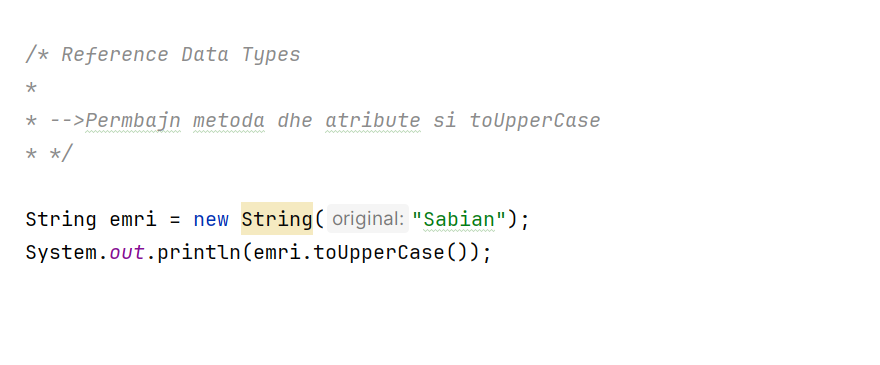 /* Reference Data Types
*
* -->Permbajn metoda dhe atribute si toUpperCase
* */
String emri = new String( original: "Sabian");
System.out.println(emri.toUpperCase());